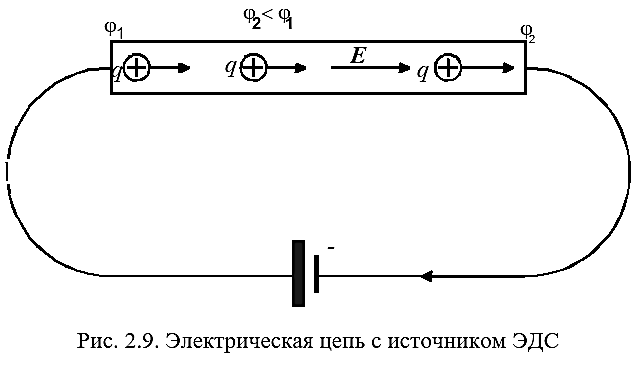 φ₂< φ₁
φ₁
φ₂
q
q
E
q
-
Рис. 2.9. Электрическая цепь с источником ЭДС